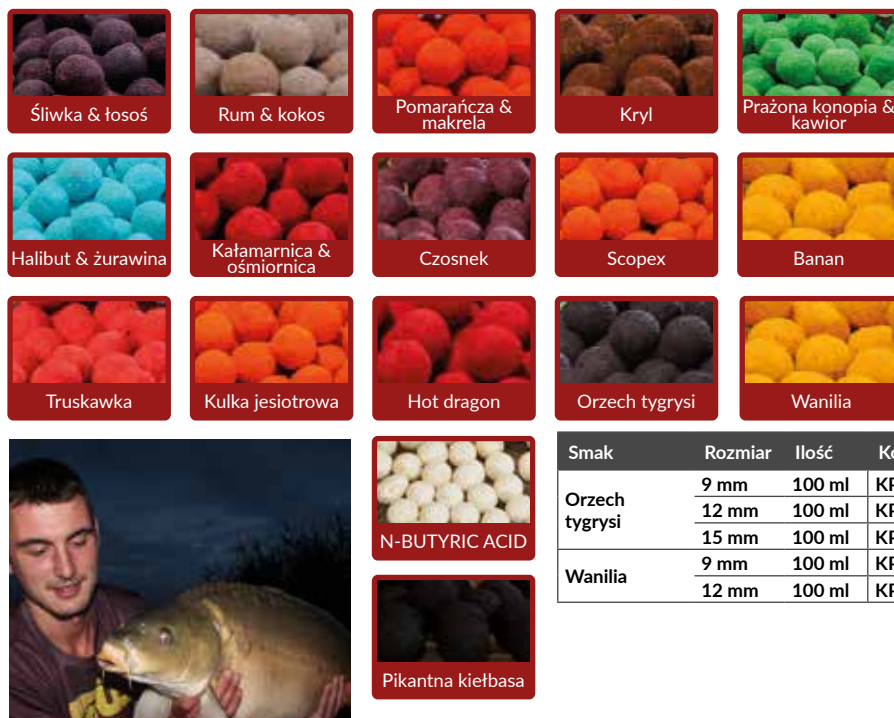 Śliwka & łosoś
Rum & kokos
Pomarańcza &
makrela
Kryl
Prażona konopia &
kawior
Halibut & żurawina
Kałamarnica &
ośmiornica
Czosnek
Scopex
Banan
Truskawka
Kulka jesiotrowa
Hot dragon
Orzech tygrysi
Wanilia
N-BUTYRIC ACID
Pikantna kiełbasa
Smak Rozmiar Ilość
Orzech
tygrysi
9 mm 100 ml
12 mm 100 ml
15 mm 100 ml
Wanilia
9 mm 100 ml
12 mm 100 ml